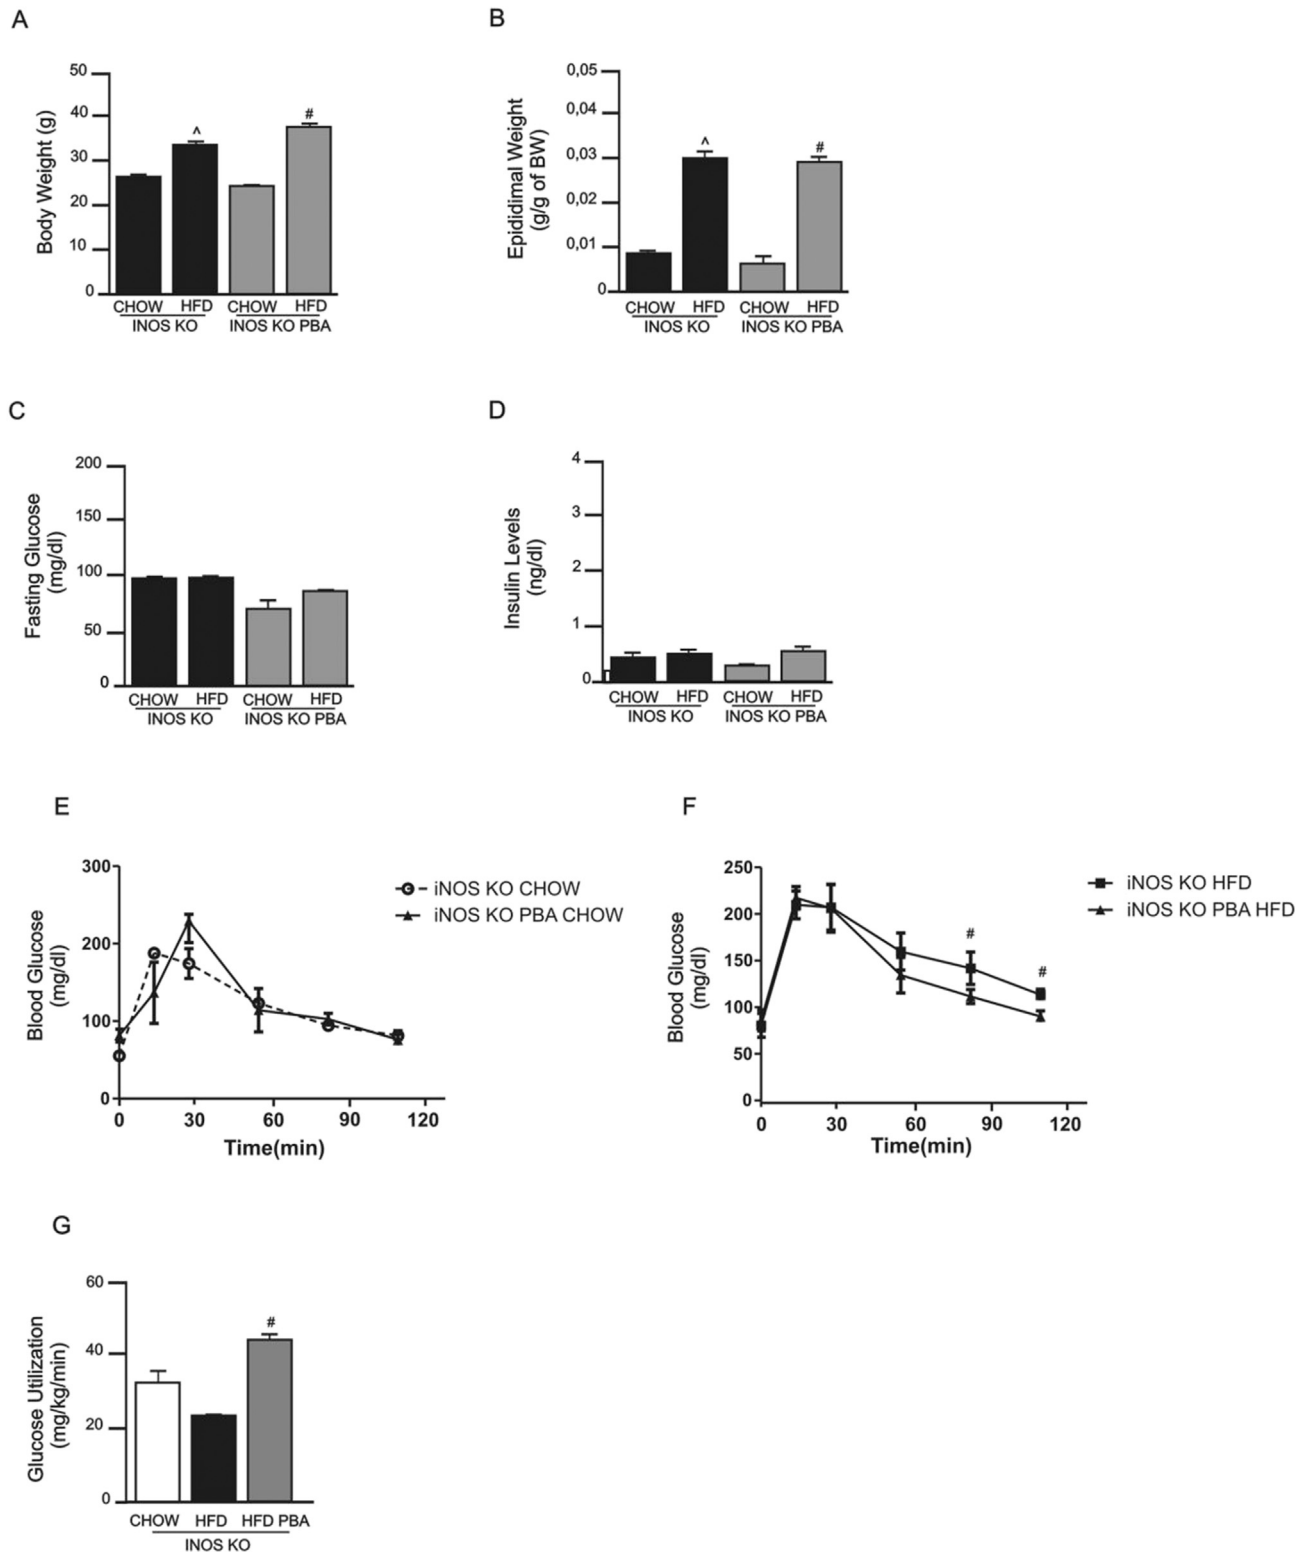 A
Body Weight (g)
50
40
30
20
10
0
^
#
CHOW HFD CHOW HFD
INOS KO INOS KO PBA
B
Epididimal Weight
(g/g of BW)
0,05
0,04
0,03
0,02
0,01
0
^
#
CHOW HFD CHOW HFD
INOS KO INOS KO PBA
C
Fasting Glucose
(mg/dl)
200
150
100
50
0
CHOW HFD CHOW HFD
INOS KO INOS KO PBA
D
Insulin Levels
(ng/dl)
4
3
2
1
0
CHOW HFD CHOW HFD
INOS KO INOS KO PBA
E
Blood Glucose
(mg/dl)
300
200
100
0
0 30 60 90 120
Time(min)
iNOS KO CHOW
iNOS KO PBA CHOW
F
Blood Glucose
(mg/dl)
250
200
150
100
50
0
#
#
0 30 60 90 120
Time(min)
iNOS KO HFD
iNOS KO PBA HFD
G
Glucose Utilization
(mg/kg/min)
60
40
20
0
#
CHOW HFD HFD PBA
INOS KO